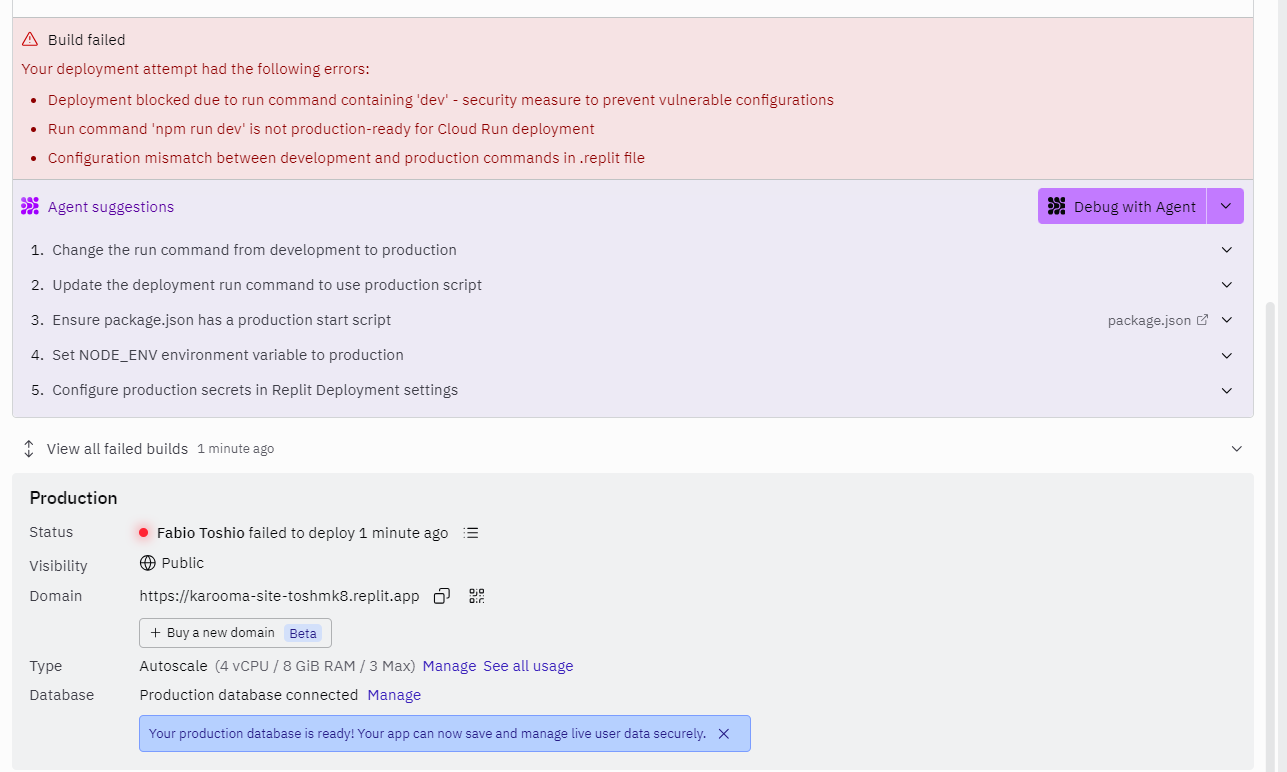 Build failed
Your deployment attempt had the following errors:
• Deployment blocked due to run command containing 'dev' - security measure to prevent vulnerable configurations
• Run command 'npm run dev' is not production-ready for Cloud Run deployment
• Configuration mismatch between development and production commands in .replit file
Agent suggestions
Debug with Agent
1. Change the run command from development to production
2. Update the deployment run command to use production script
3. Ensure package.json has a production start script package.json
4. Set NODE_ENV environment variable to production
5. Configure production secrets in Replit Deployment settings
View all failed builds 1 minute ago
Production
Status Fabio Toshio failed to deploy 1 minute ago
Visibility Public
Domain https://karooma-site-toshmk8.replit.app
+ Buy a new domain Beta
Type Autoscale (4 vCPU / 8 GiB RAM / 3 Max) Manage See all usage
Database Production database connected Manage
Your production database is ready! Your app can now save and manage live user data securely.